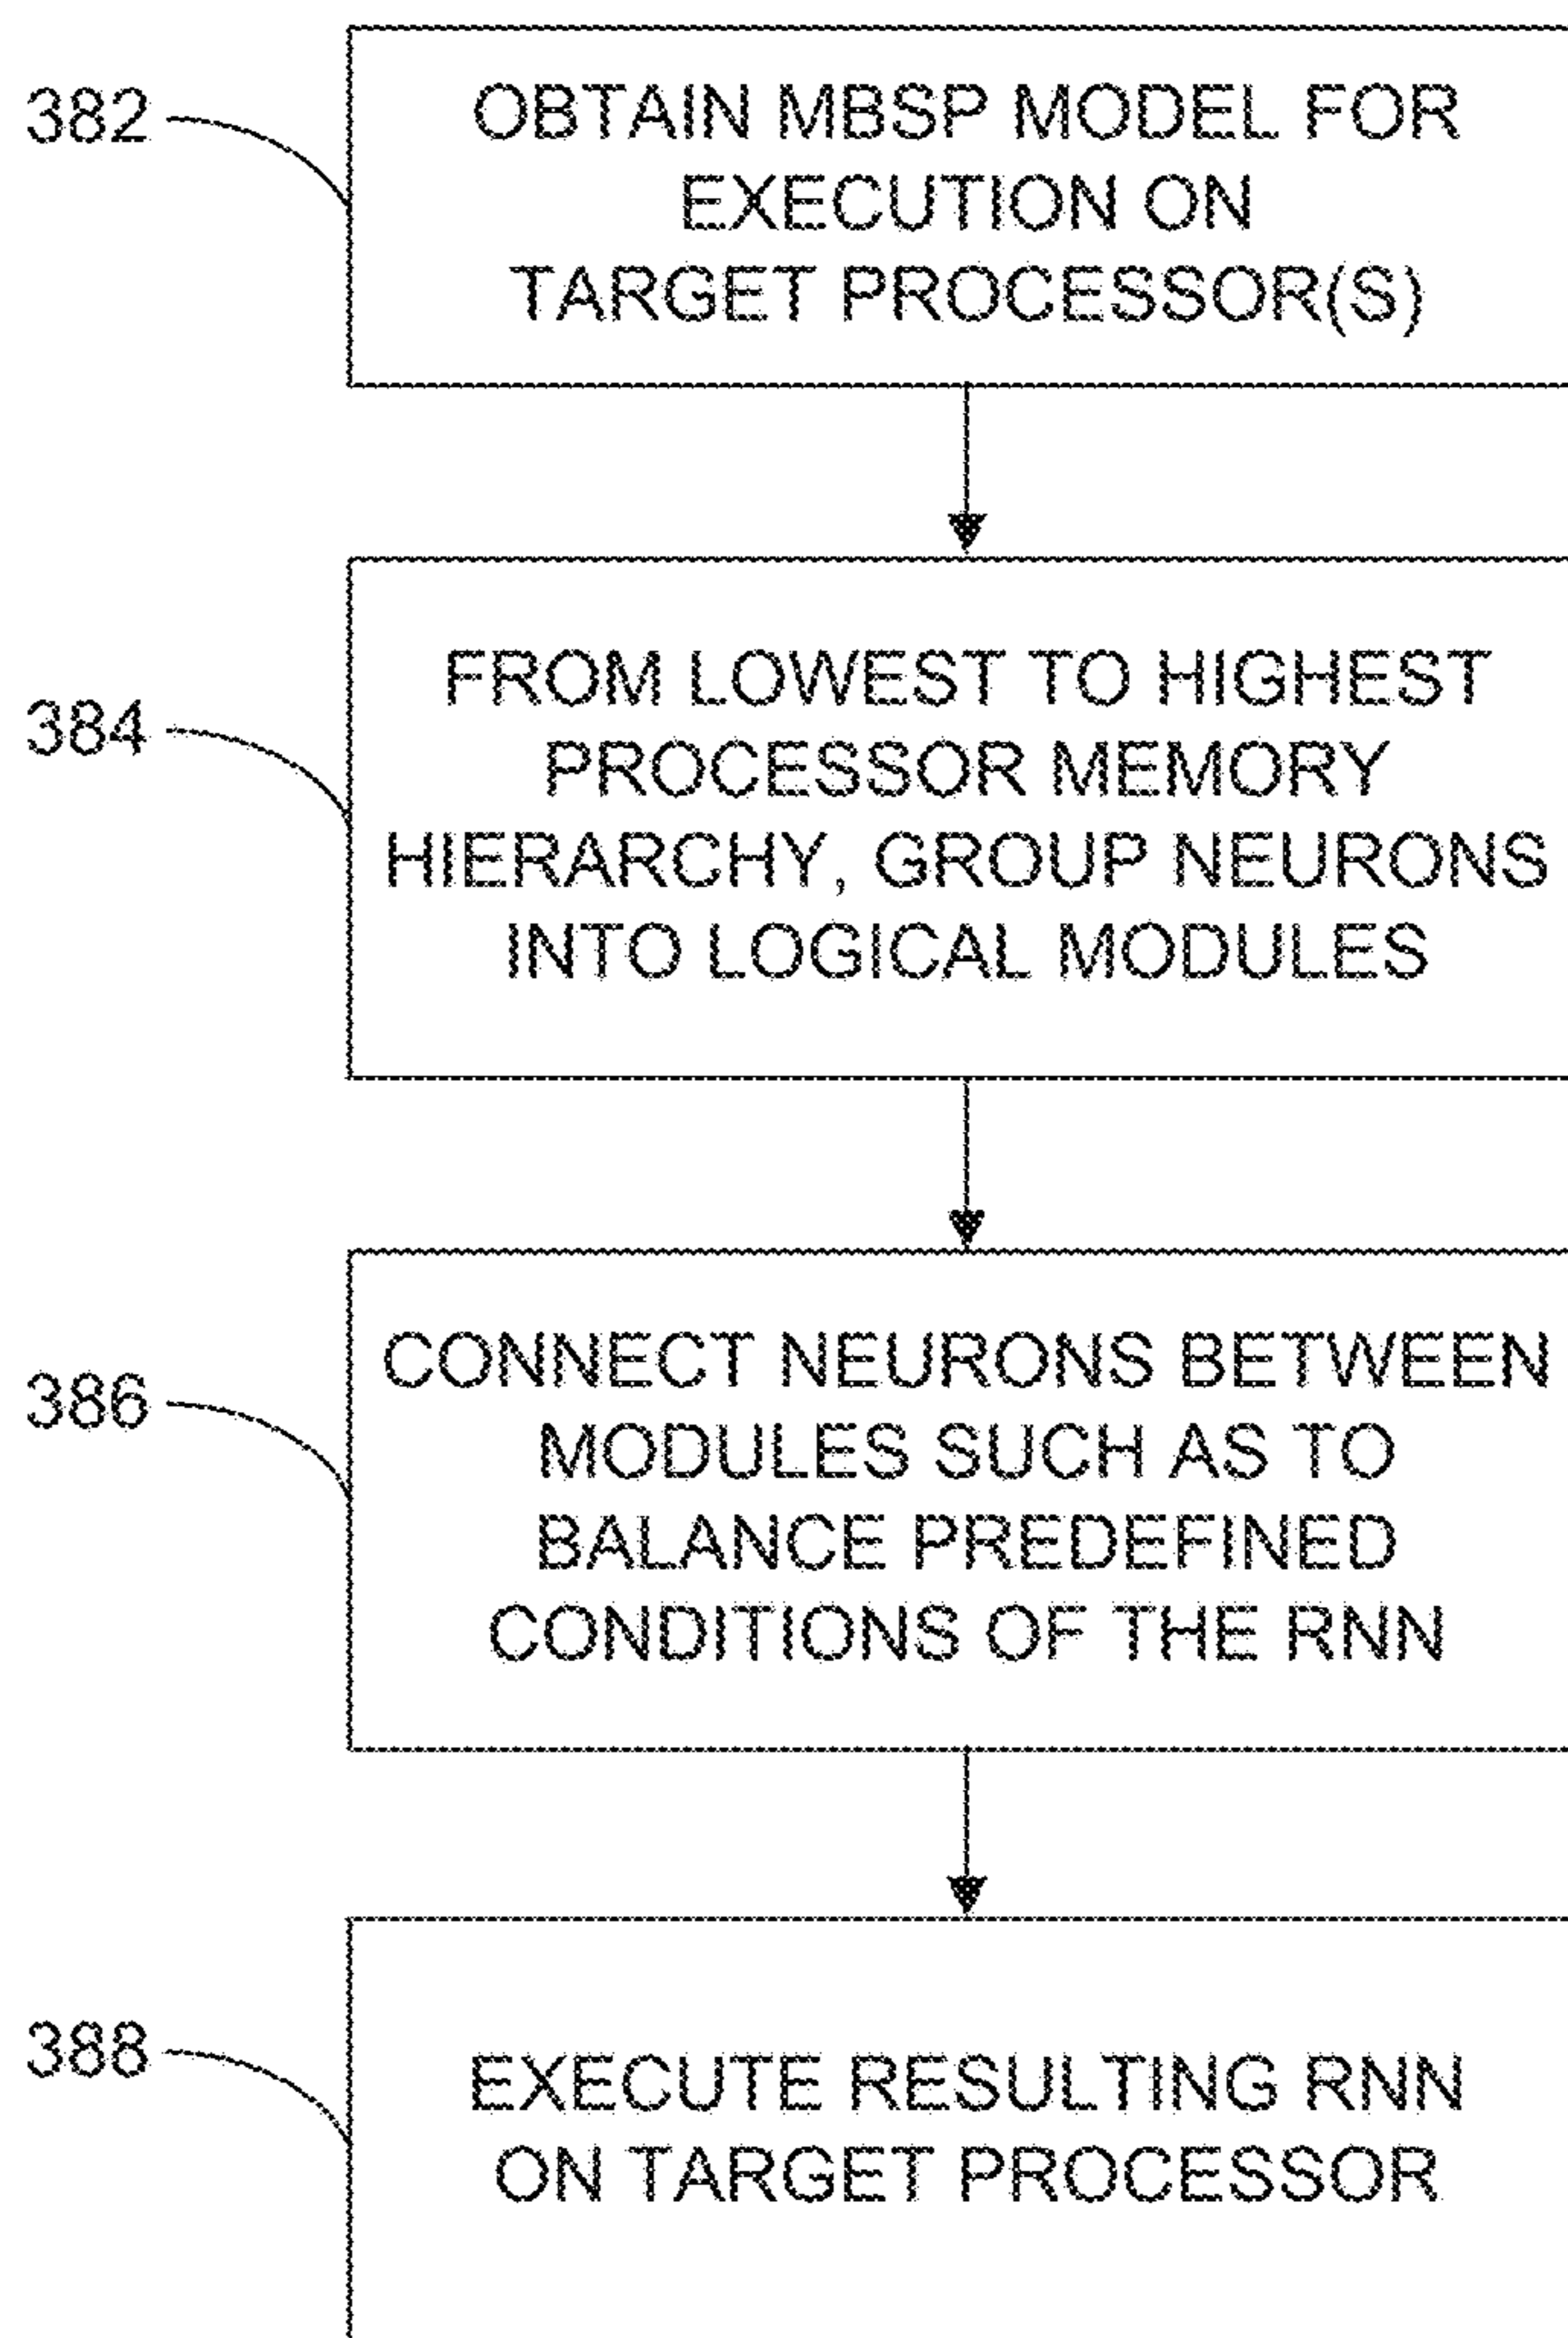 382
OBTAIN MBSP MODEL FOR
EXECUTION ON
TARGET PROCESSOR(S)
384
FROM LOWEST TO HIGHEST
PROCESSOR MEMORY
HIERARCHY, GROUP NEURONS
INTO LOGICAL MODULES
386
CONNECT NEURONS BETWEEN
MODULES SUCH AS TO
BALANCE PREDEFINED
CONDITIONS OF THE RNN
388
EXECUTE RESULTING RNN
ON TARGET PROCESSOR